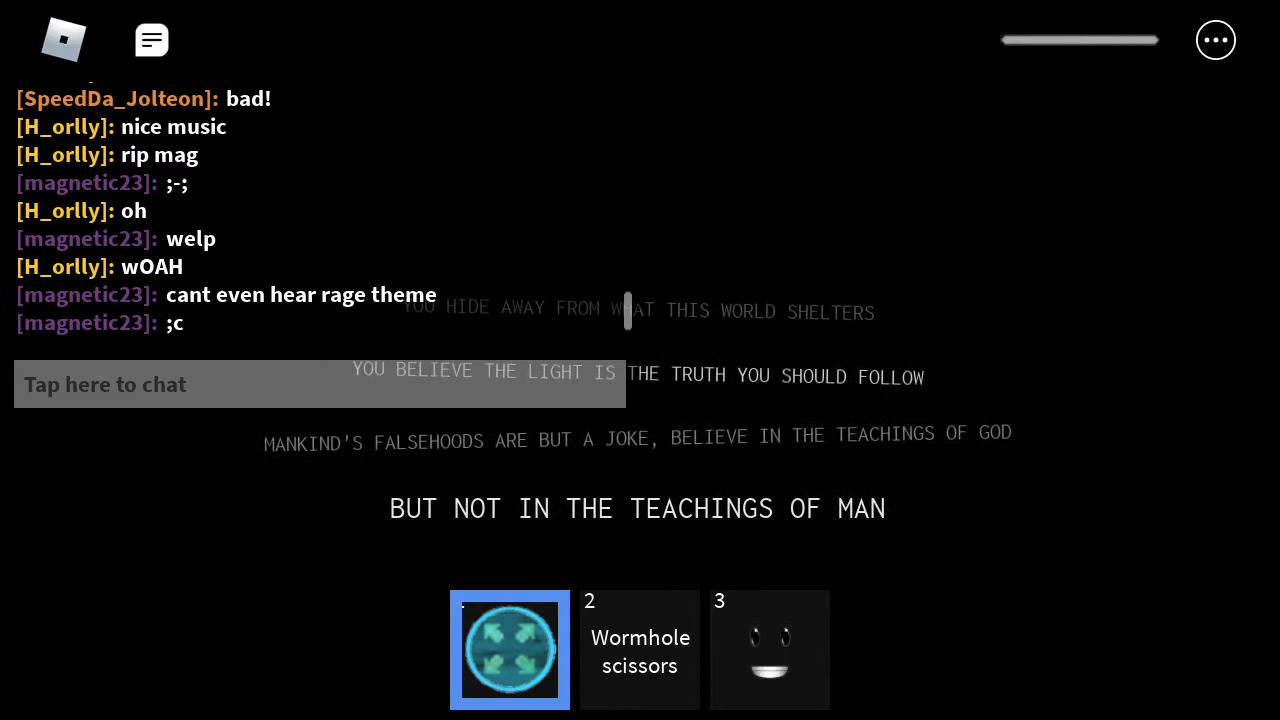 [SpeedDa_Jolteon]: bad!
[H_orlly]: nice music
[H_orlly]: rip mag
[magnetic23]: ;-;
[H_orlly]: oh
[magnetic23]: welp
[H_orlly]: wOAH
[magnetic23]: cant even hear rage theme
[magnetic23]: ;c
YOU HIDE AWAY FROM WHAT THIS WORLD SHELTERS
Tap here to chat
YOU BELIEVE THE LIGHT IS THE TRUTH YOU SHOULD FOLLOW
MANKIND'S FALSEHOODS ARE BUT A JOKE, BELIEVE IN THE TEACHINGS OF GOD
BUT NOT IN THE TEACHINGS OF MAN
2
Wormhole
scissors
3